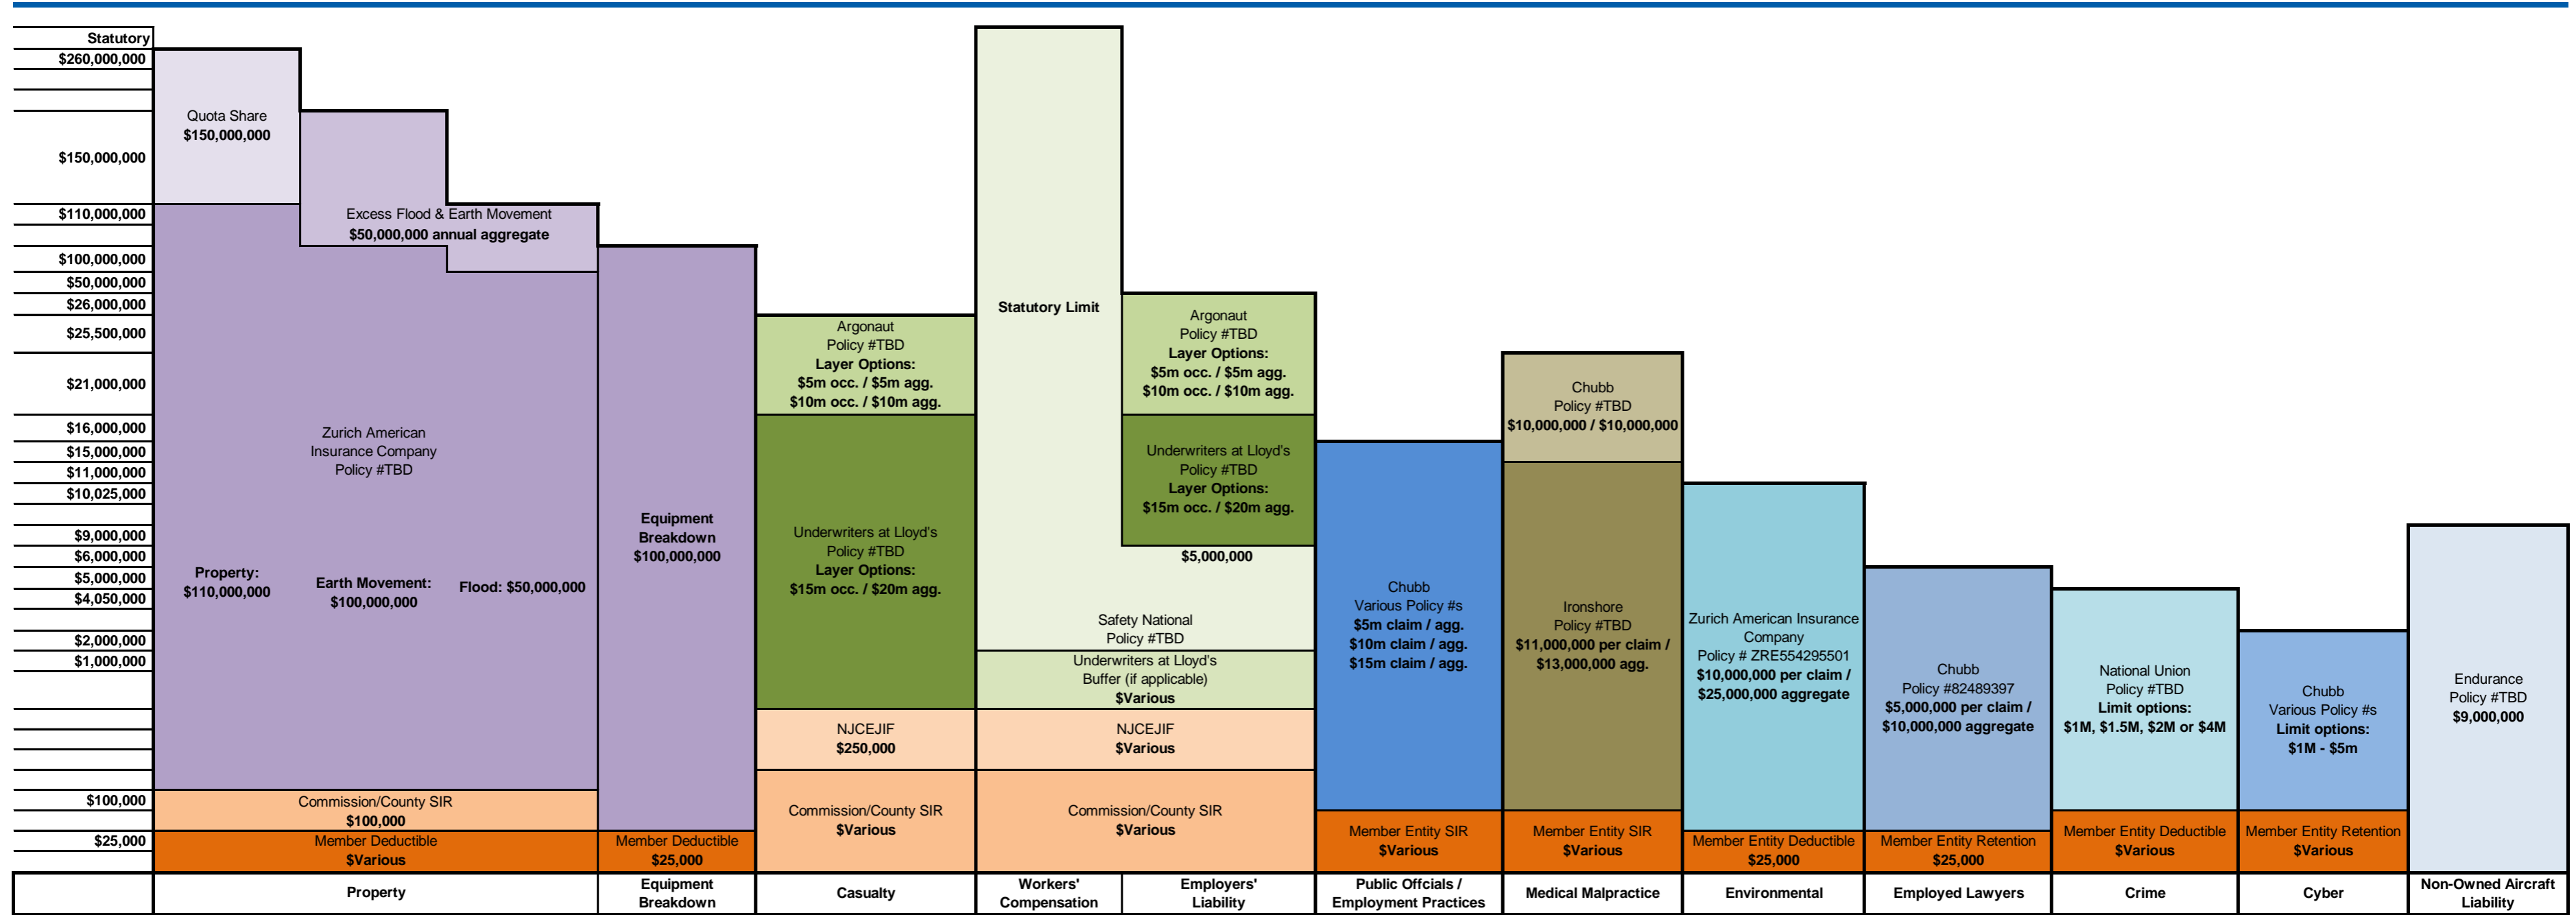 Statutory
$260,000,000
$150,000,000
$110,000,000
$100,000,000
$50,000,000
$26,000,000
$25,500,000
$21,000,000
$16,000,000
$15,000,000
$11,000,000
$10,025,000
$9,000,000
$6,000,000
$5,000,000
$4,050,000
$2,000,000
$1,000,000
$100,000
$25,000
Quota Share
$150,000,000
Excess Flood & Earth Movement
$50,000,000 annual aggregate
Zurich American
Insurance Company
Policy #TBD
Property:
$110,000,000
Earth Movement:
$100,000,000
Flood: $50,000,000
Commission/County SIR
$100,000
Member Deductible
$Various
Equipment
Breakdown
$100,000,000
Member Deductible
$25,000
Argonaut
Policy #TBD
Layer Options:
$5m occ. / $5m agg.
$10m occ. / $10m agg.
Underwriters at Lloyd's
Policy #TBD
Layer Options:
$15m occ. / $20m agg.
NJCEJIF
$250,000
Commission/County SIR
$Various
Statutory Limit
Argonaut
Policy #TBD
Layer Options:
$5m occ. / $5m agg.
$10m occ. / $10m agg.
Underwriters at Lloyd's
Policy #TBD
Layer Options:
$15m occ. / $20m agg.
$5,000,000
Safety National
Policy #TBD
Underwriters at Lloyd's
Buffer (if applicable)
$Various
NJCEJIF
$Various
Commission/County SIR
$Various
Chubb
Various Policy #s
$5m claim / agg.
$10m claim / agg.
$15m claim / agg.
Member Entity SIR
$Various
Chubb
Policy #TBD
$10,000,000 / $10,000,000
Ironshore
Policy #TBD
$11,000,000 per claim /
$13,000,000 agg.
Member Entity SIR
$Various
Zurich American Insurance
Company
Policy # ZRE554295501
$10,000,000 per claim /
$25,000,000 aggregate
Member Entity Deductible
$25,000
Chubb
Policy #82489397
$5,000,000 per claim /
$10,000,000 aggregate
Member Entity Retention
$25,000
National Union
Policy #TBD
Limit options:
$1M, $1.5M, $2M or $4M
Member Entity Deductible
$Various
Chubb
Various Policy #s
Limit options:
$1M - $5m
Member Entity Retention
$Various
Endurance
Policy #TBD
$9,000,000
Property
Equipment
Breakdown
Casualty
Workers'
Compensation
Employers'
Liability
Public Offcials /
Employment Practices
Medical Malpractice
Environmental
Employed Lawyers
Crime
Cyber
Non-Owned Aircraft
Liability